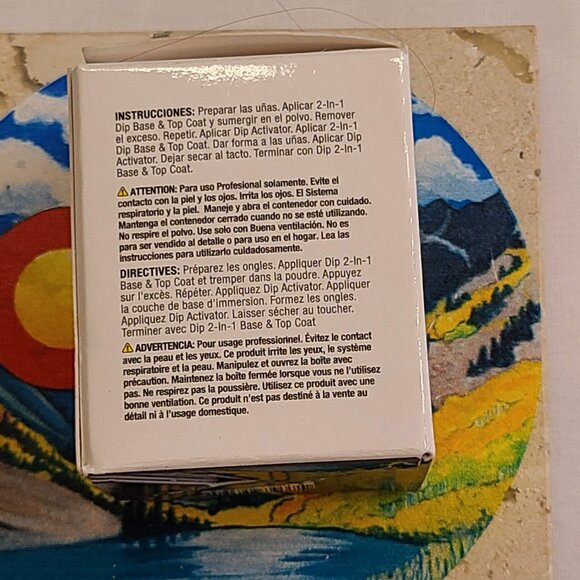 INSTRUCCIONES: Preparar las uñas. Aplicar 2-In-1
Dip Base & Top Coat y sumergir en el polvo. Remover
el exceso. Repetir. Aplicar Dip Activator. Aplicar 2-In-1
Dip Base & Top Coat. Dar forma a las uñas. Aplicar Dip
Activator. Dejar secar al tacto. Terminar con Dip 2-In-1
Base & Top Coat.
⚠ATTENTION: Para uso Profesional solamente. Evite el
contacto con la piel y los ojos. Irrita los ojos. El Sistema
respiratorio y la piel. Maneje y abra el contenedor con cuidado.
Mantenga el contenedor cerrado cuando no se esté utilizando.
No respire el polvo. Use solo con Buena ventilación. No es
para ser vendido al detalle o para uso en el hogar. Lea las
instrucciones para utilizarlo cuidadosamente.
DIRECTIVES: Préparez les ongles. Appliquer Dip 2-In-1
Base & Top Coat et tremper dans la poudre. Appuyez
sur l'excès. Répéter. Appliquez Dip Activator. Appliquer
la couche de base d'immersion. Formez les ongles.
Appliquez Dip Activator. Laisser sécher au toucher.
Terminer avec Dip 2-In-1 Base & Top Coat
⚠ADVERTENCIA: Pour usage professionnel. Évitez le contact
avec la peau et les yeux. Ce produit irrite les yeux, le système
respiratoire et la peau. Manipulez et ouvrez la boîte avec
précaution. Maintenez la boîte fermée lorsque vous ne l'utilisez
pas. Ne respirez pas la poussière. Utilisez ce produit avec une
bonne ventilation. Ce produit n'est pas destiné à la vente au
détail ni à l'usage domestique.